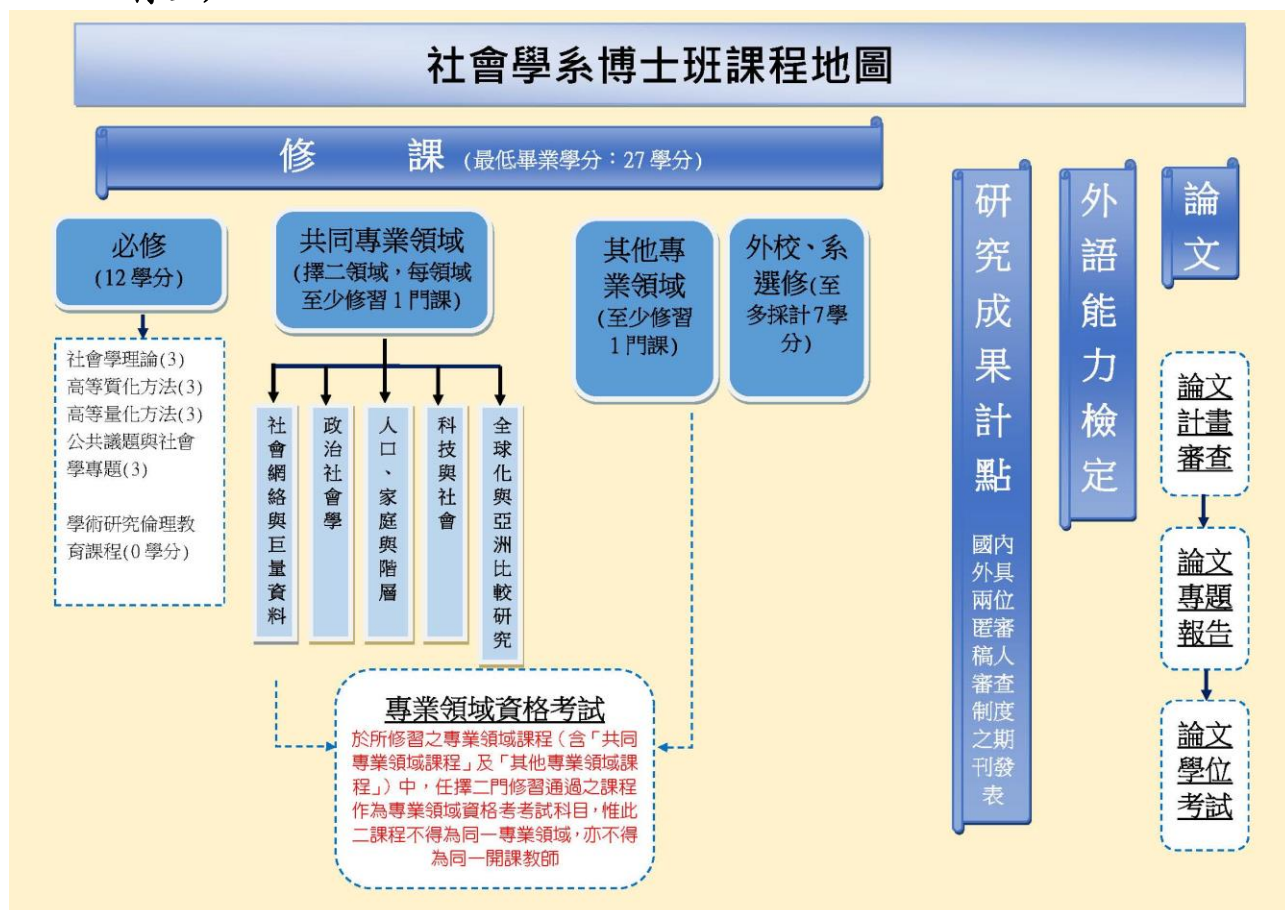 社會學系博士班課程地圖
修 課 (最低畢業學分：27 學分)
必修
(12 學分)
社會學理論(3)
高等質化方法(3)
高等量化方法(3)
公共議題與社會
學專題(3)
學術研究倫理教
育課程(0 學分)
共同專業領域
(擇二領域，每領域
至少修習 1 門課)
社會網絡與巨量資料
政治社會學
人口、家庭與階層
科技與社會
全球化與亞洲比較研究
其他專
業領域
(至少修習
1 門課)
外校、系
選修(至
多採計 7 學
分)
專業領域資格考試
於所修習之專業領域課程（含「共同
專業領域課程」及「其他專業領域課
程」）中，任擇二門修習通過之課程
作為專業領域資格考考試科目，惟此
二課程不得為同一專業領域，亦不得
為同一開課教師
研究成果計點
國內
外具
兩位
匿審
稿人
審查
制度
之期
刊發
表
外語能力檢定
論文
論文
計畫
審查
論文
專題
報告
論文
學位
考試